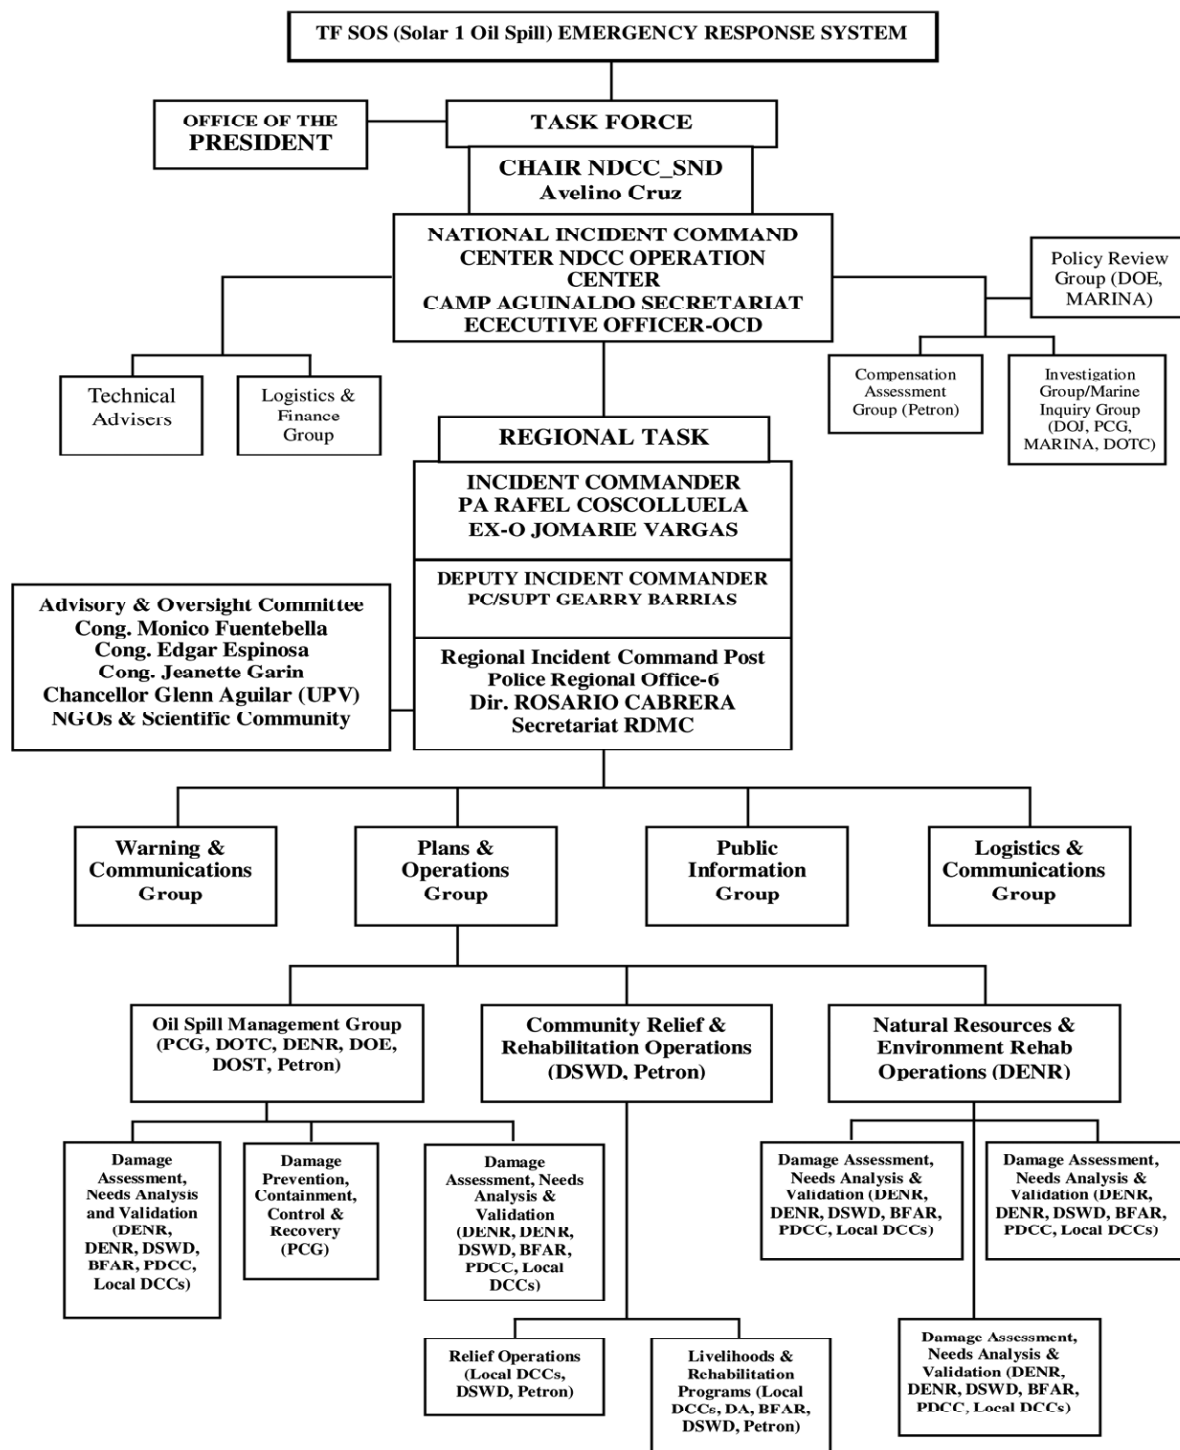 TF SOS (Solar 1 Oil Spill) EMERGENCY RESPONSE SYSTEM
OFFICE OF THE
PRESIDENT
TASK FORCE
CHAIR NDCC_SND
Avelino Cruz
NATIONAL INCIDENT COMMAND
CENTER NDCC OPERATION
CENTER
CAMP AGUINALDO SECRETARIAT
ECECUTIVE OFFICER-OCD
Policy Review
Group (DOE,
MARINA)
Technical
Advisers
Logistics &
Finance
Group
Compensation
Assessment
Group (Petron)
Investigation
Group/Marine
Inquiry Group
(DOJ, PCG,
MARINA, DOTC)
REGIONAL TASK
INCIDENT COMMANDER
PA RAFEL COSCOLLUELA
EX-O JOMARIE VARGAS
DEPUTY INCIDENT COMMANDER
PC/SUPT GEARRY BARRIAS
Advisory & Oversight Committee
Cong. Monico Fuentebella
Cong. Edgar Espinosa
Cong. Jeanette Garin
Chancellor Glenn Aguilar (UPV)
NGOs & Scientific Community
Regional Incident Command Post
Police Regional Office-6
Dir. ROSARIO CABRERA
Secretariat RDMC
Warning &
Communications
Group
Plans &
Operations
Group
Public
Information
Group
Logistics &
Communications
Group
Oil Spill Management Group
(PCG, DOTC, DENR, DOE,
DOST, Petron)
Community Relief &
Rehabilitation Operations
(DSWD, Petron)
Natural Resources &
Environment Rehab
Operations (DENR)
Damage
Assessment,
Needs Analysis
and Validation
(DENR,
DENR, DSWD,
BFAR, PDCC,
Local DCCs)
Damage
Prevention,
Containment,
Control &
Recovery
(PCG)
Damage
Assessment, Needs
Analysis &
Validation
(DENR, DENR,
DSWD, BFAR,
PDCC, Local
DCCs)
Damage Assessment,
Needs Analysis &
Validation (DENR,
DENR, DSWD, BFAR,
PDCC, Local DCCs)
Damage Assessment,
Needs Analysis &
Validation (DENR,
DENR, DSWD, BFAR,
PDCC, Local DCCs)
Relief Operations
(Local DCCs,
DSWD, Petron)
Livelihoods &
Rehabilitation
Programs (Local
DCCs, DA, BFAR,
DSWD, Petron)
Damage Assessment,
Needs Analysis &
Validation (DENR,
DENR, DSWD, BFAR,
PDCC, Local DCCs)